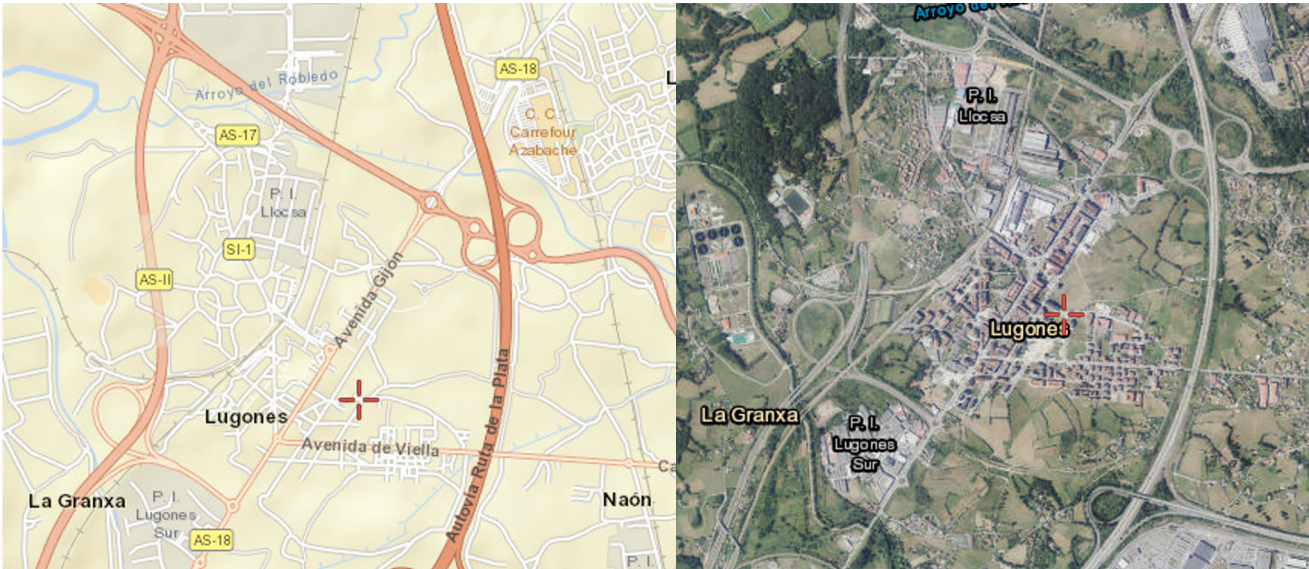 AS-18
Arroyo del Robledo
C. C.
Carrefour
Azabache
AS-17
P. I.
Llocsa
SI-1
AS-II
Avenida Gijón
Autovía Ruta de la Plata
Lugones
Avenida de Viella
La Granxa
P. I.
Lugones
Sur
AS-18
Naón
P. I.
Arroyo del
P. I.
Llocsa
Lugones
La Granxa
P. I.
Lugones
Sur